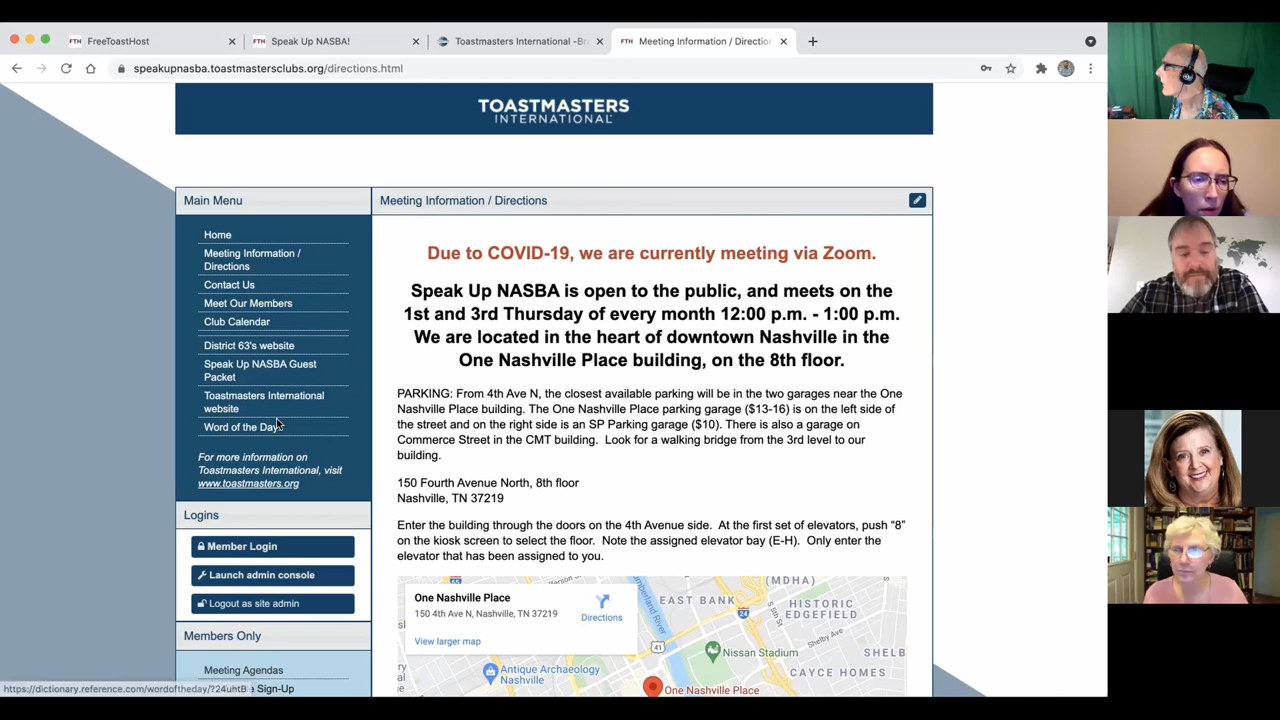 FreeToastHost
Speak Up NASBA!
Toastmasters International -Br
Meeting Information / Directio
speakupnasba.toastmastersclubs.org/directions.html
TOASTMASTERS
INTERNATIONAL
Main Menu
Home
Meeting Information /
Directions
Contact Us
Meet Our Members
Club Calendar
District 63's website
Speak Up NASBA Guest
Packet
Toastmasters International
website
Word of the Day
For more information on
Toastmasters International, visit
www.toastmasters.org
Logins
Member Login
Launch admin console
Logout as site admin
Members Only
Meeting Agendas
Sign-Up
Meeting Information / Directions
Due to COVID-19, we are currently meeting via Zoom.
Speak Up NASBA is open to the public, and meets on the
1st and 3rd Thursday of every month 12:00 p.m. - 1:00 p.m.
We are located in the heart of downtown Nashville in the
One Nashville Place building, on the 8th floor.
PARKING: From 4th Ave N, the closest available parking will be in the two garages near the One
Nashville Place building. The One Nashville Place parking garage ($13-16) is on the left side of
the street and on the right side is an SP Parking garage ($10). There is also a garage on
Commerce Street in the CMT building. Look for a walking bridge from the 3rd level to our
building.
150 Fourth Avenue North, 8th floor
Nashville, TN 37219
Enter the building through the doors on the 4th Avenue side. At the first set of elevators, push “8”
on the kiosk screen to select the floor. Note the assigned elevator bay (E-H). Only enter the
elevator that has been assigned to you.
One Nashville Place
150 4th Ave N, Nashville, TN 37219
Directions
View larger map
(MDHA)
EAST BANK
HISTORIC
EDGEFIELD
Shelby Ave
SHELB
Nissan Stadium
CAYCE HOMES
Antique Archaeology
Nashville
One Nashville Place
24
41